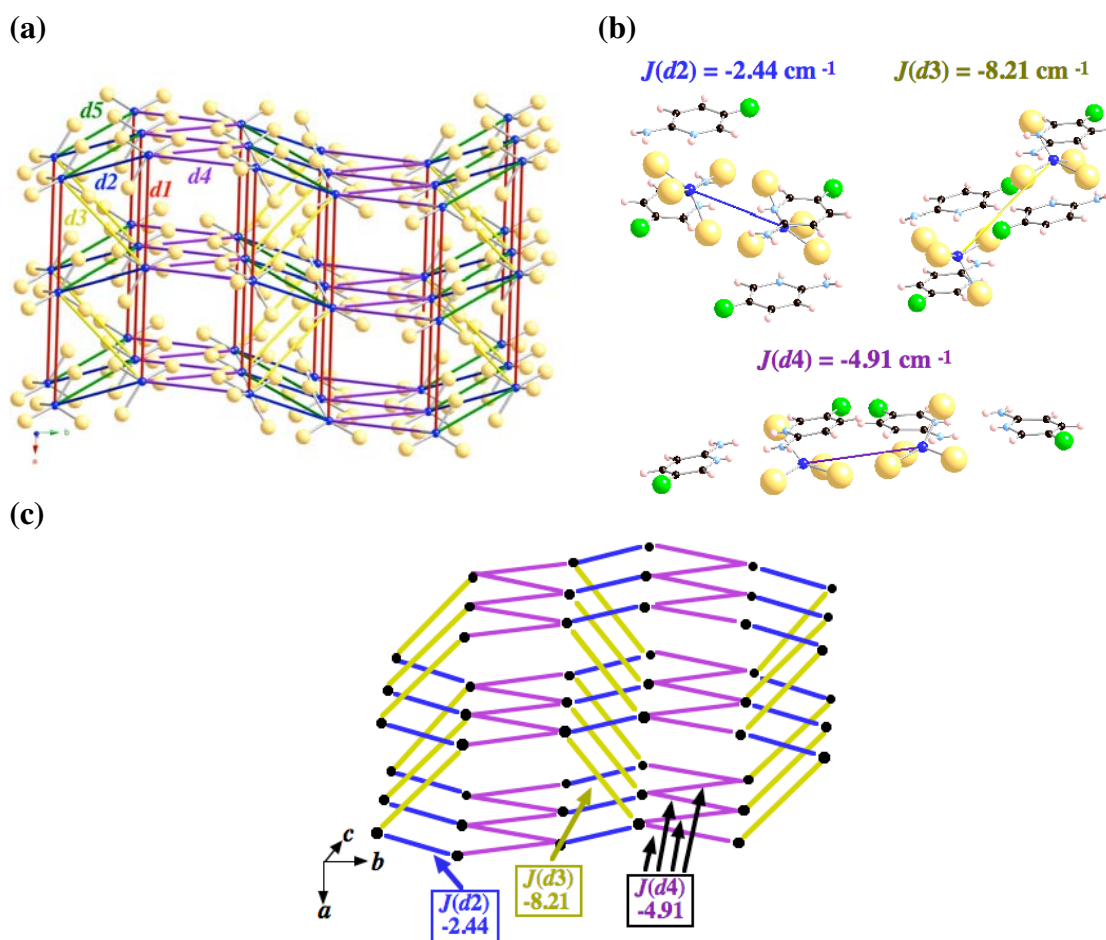 (a)
d5
d2
d1
d4
d3
b
a
(b)
J(d2) = -2.44 cm -1
J(d3) = -8.21 cm -1
J(d4) = -4.91 cm -1
(c)
c
b
a
J(d2)
-2.44
J(d3)
-8.21
J(d4)
-4.91